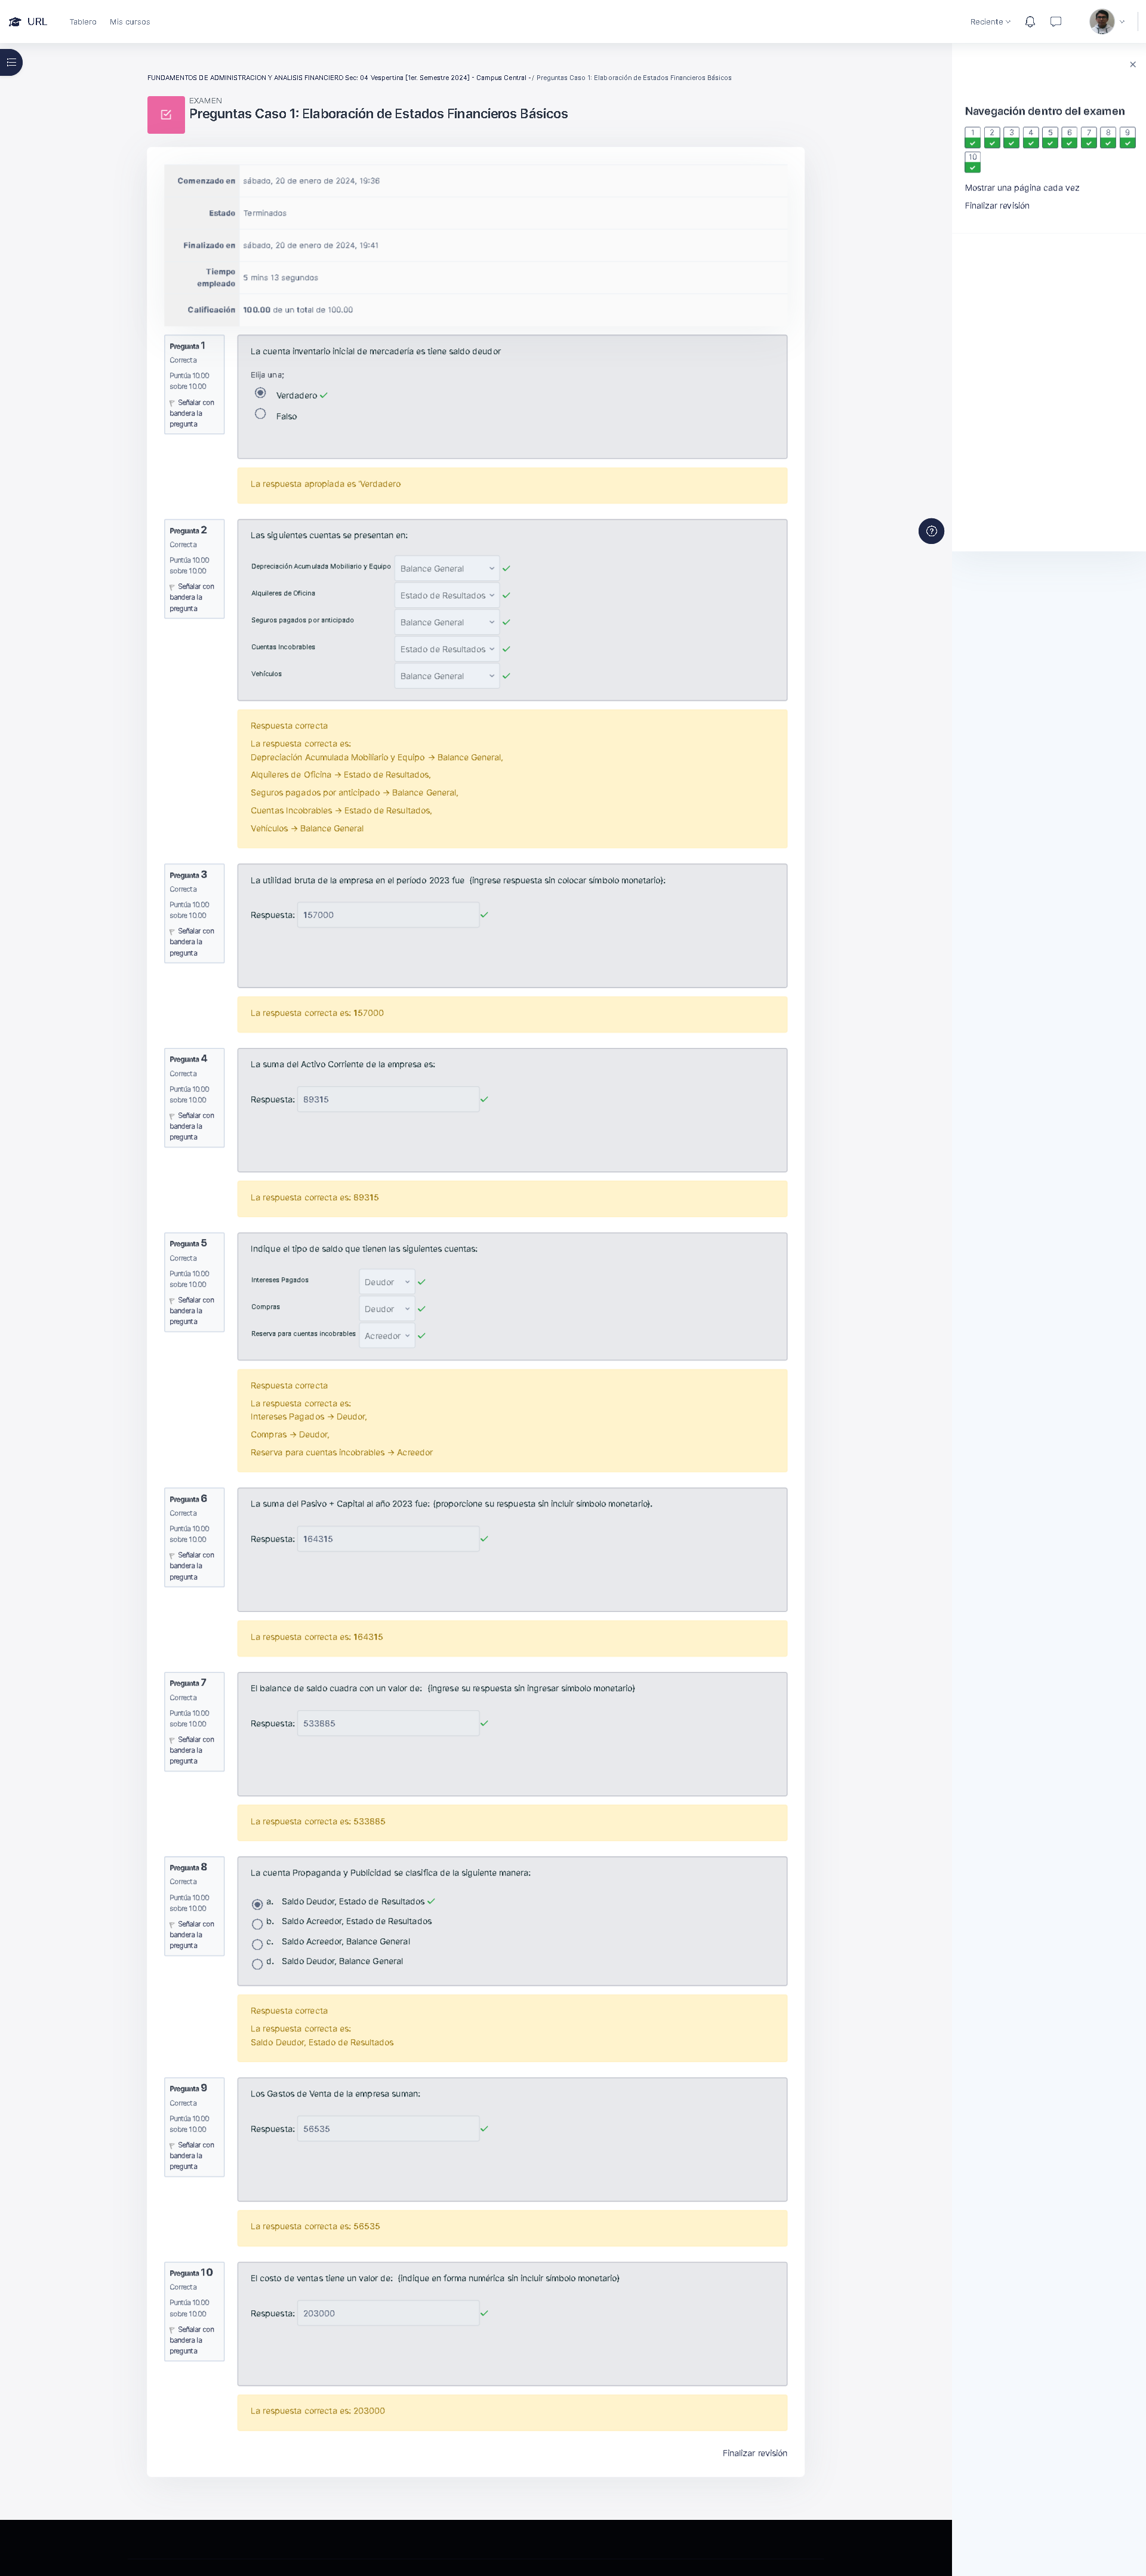 URL Tablero Mis cursos Reciente
FUNDAMENTOS DE ADMINISTRACION Y ANALISIS FINANCIERO Sec: 04 Vespertina [1er. Semestre 2024] - Campus Central - / Preguntas Caso 1: Elaboración de Estados Financieros Básicos
EXAMEN
Preguntas Caso 1: Elaboración de Estados Financieros Básicos
Navegación dentro del examen
1 2 3 4 5 6 7 8 9
10
Mostrar una página cada vez
Finalizar revisión
Comenzado en sábado, 20 de enero de 2024, 19:36
Estado Terminados
Finalizado en sábado, 20 de enero de 2024, 19:41
Tiempo empleado 5 mins 13 segundos
Calificación 100.00 de un total de 100.00
Pregunta 1
Correcta
Puntúa 10.00
sobre 10.00
Señalar con
bandera la
pregunta
La cuenta inventario inicial de mercadería es tiene saldo deudor
Elija una;
Verdadero
Falso
La respuesta apropiada es 'Verdadero
Pregunta 2
Correcta
Puntúa 10.00
sobre 10.00
Señalar con
bandera la
pregunta
Las siguientes cuentas se presentan en:
Depreciación Acumulada Mobiliario y Equipo Balance General
Alquileres de Oficina Estado de Resultados
Seguros pagados por anticipado Balance General
Cuentas Incobrables Estado de Resultados
Vehículos Balance General
Respuesta correcta
La respuesta correcta es:
Depreciación Acumulada Mobiliario y Equipo → Balance General,
Alquileres de Oficina → Estado de Resultados,
Seguros pagados por anticipado → Balance General,
Cuentas Incobrables → Estado de Resultados,
Vehículos → Balance General
Pregunta 3
Correcta
Puntúa 10.00
sobre 10.00
Señalar con
bandera la
pregunta
La utilidad bruta de la empresa en el período 2023 fue (ingrese respuesta sin colocar símbolo monetario):
Respuesta: 157000
La respuesta correcta es: 157000
Pregunta 4
Correcta
Puntúa 10.00
sobre 10.00
Señalar con
bandera la
pregunta
La suma del Activo Corriente de la empresa es:
Respuesta: 89315
La respuesta correcta es: 89315
Pregunta 5
Correcta
Puntúa 10.00
sobre 10.00
Señalar con
bandera la
pregunta
Indique el tipo de saldo que tienen las siguientes cuentas:
Intereses Pagados Deudor
Compras Deudor
Reserva para cuentas incobrables Acreedor
Respuesta correcta
La respuesta correcta es:
Intereses Pagados → Deudor,
Compras → Deudor,
Reserva para cuentas incobrables → Acreedor
Pregunta 6
Correcta
Puntúa 10.00
sobre 10.00
Señalar con
bandera la
pregunta
La suma del Pasivo + Capital al año 2023 fue: (proporcione su respuesta sin incluir símbolo monetario).
Respuesta: 164315
La respuesta correcta es: 164315
Pregunta 7
Correcta
Puntúa 10.00
sobre 10.00
Señalar con
bandera la
pregunta
El balance de saldo cuadra con un valor de: (ingrese su respuesta sin ingresar símbolo monetario)
Respuesta: 533885
La respuesta correcta es: 533885
Pregunta 8
Correcta
Puntúa 10.00
sobre 10.00
Señalar con
bandera la
pregunta
La cuenta Propaganda y Publicidad se clasifica de la siguiente manera:
a. Saldo Deudor, Estado de Resultados
b. Saldo Acreedor, Estado de Resultados
c. Saldo Acreedor, Balance General
d. Saldo Deudor, Balance General
Respuesta correcta
La respuesta correcta es:
Saldo Deudor, Estado de Resultados
Pregunta 9
Correcta
Puntúa 10.00
sobre 10.00
Señalar con
bandera la
pregunta
Los Gastos de Venta de la empresa suman:
Respuesta: 56535
La respuesta correcta es: 56535
Pregunta 10
Correcta
Puntúa 10.00
sobre 10.00
Señalar con
bandera la
pregunta
El costo de ventas tiene un valor de: (indique en forma numérica sin incluir símbolo monetario)
Respuesta: 203000
La respuesta correcta es: 203000
Finalizar revisión